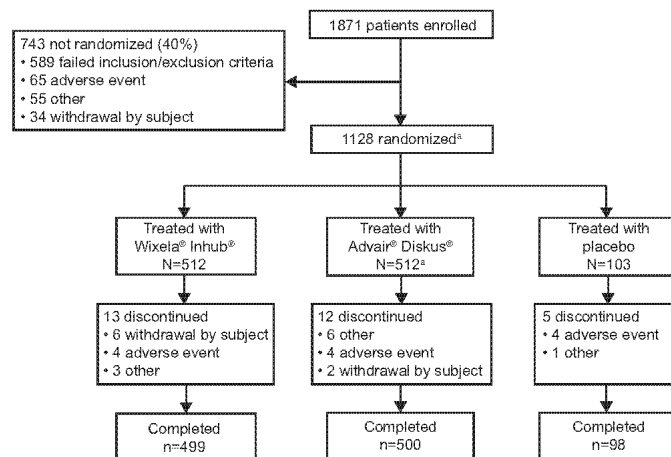 1871 patients enrolled
743 not randomized (40%)
• 589 failed inclusion/exclusion criteria
• 65 adverse event
• 55 other
• 34 withdrawal by subject
1128 randomizedᵃ
Treated with
Wixela® Inhub®
N=512
Treated with
Advair® Diskus®
N=512ᵃ
Treated with
placebo
N=103
13 discontinued
• 6 withdrawal by subject
• 4 adverse event
• 3 other
12 discontinued
• 6 other
• 4 adverse event
• 2 withdrawal by subject
5 discontinued
• 4 adverse event
• 1 other
Completed
n=499
Completed
n=500
Completed
n=98